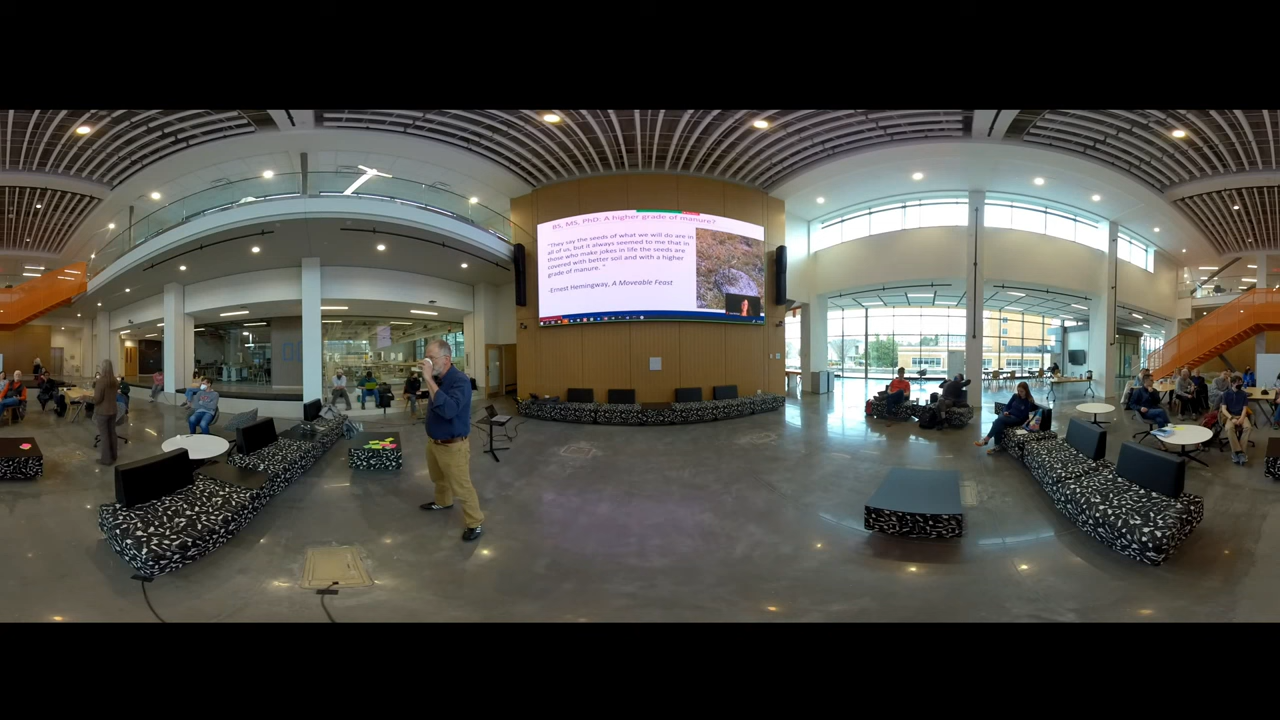 BS, MS, PhD: A higher grade of manure?
"They say the seeds of what we will do are in
all of us, but it always seemed to me that in
those who make jokes in life the seeds are
covered with better soil and with a higher
grade of manure. "
-Ernest Hemingway, A Moveable Feast